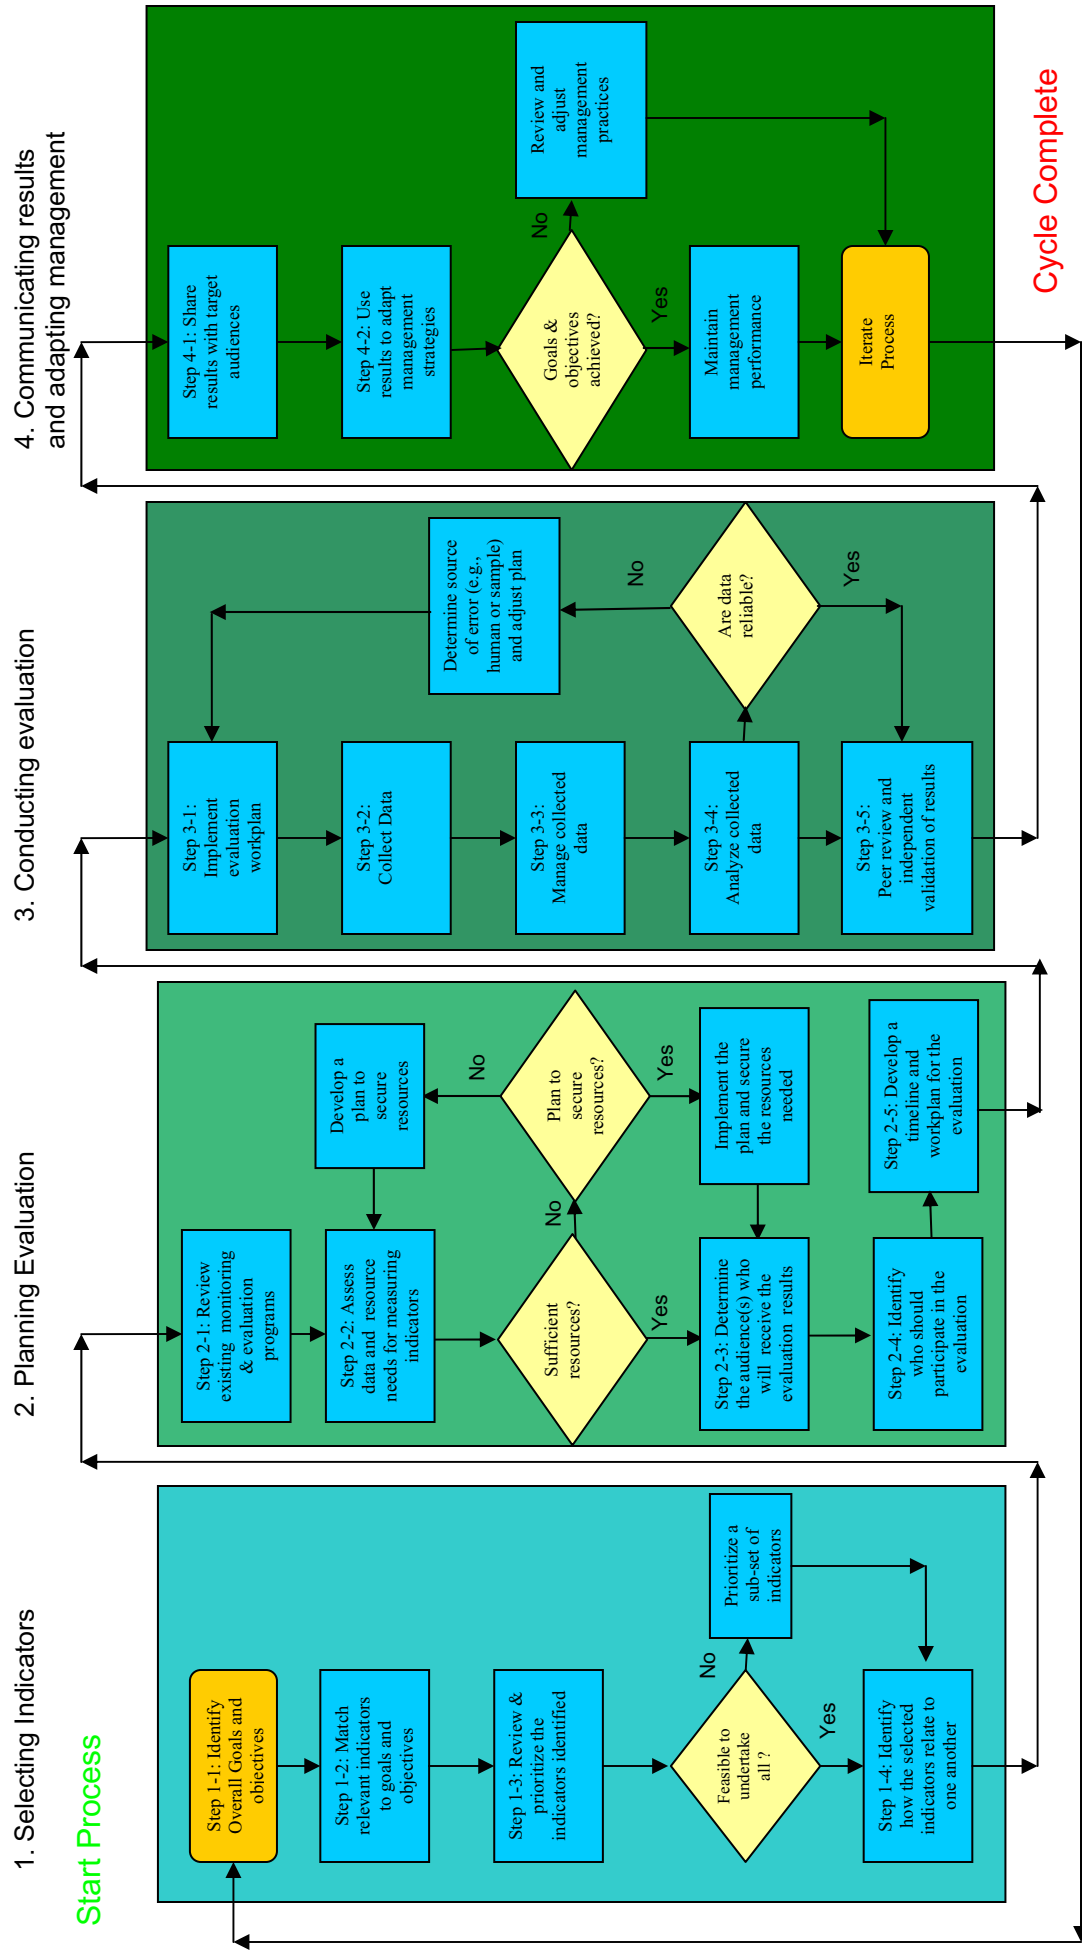 1. Selecting Indicators
Start Process
Step 1-1: Identify
Overall Goals and
objectives
Step 1-2: Match
relevant indicators
to goals and
objectives
Step 1-3: Review &
prioritize the
indicators identified
Feasible to
undertake
all ?
No
Prioritize a
sub-set of
indicators
Yes
Step 1-4: Identify
how the selected
indicators relate to
one another
2. Planning Evaluation
Step 2-1: Review
existing monitoring
& evaluation
programs
Step 2-2: Assess
data and resource
needs for measuring
indicators
Develop a
plan to
secure
resources
Sufficient
resources?
No
Plan to
secure
resources?
No
Yes
Yes
Implement the
plan and secure
the resources
needed
Step 2-3: Determine
the audience(s) who
will receive the
evaluation results
Step 2-4: Identify
who should
participate in the
evaluation
Step 2-5: Develop a
timeline and
workplan for the
evaluation
3. Conducting evaluation
Step 3-1:
Implement
evaluation
workplan
Step 3-2:
Collect Data
Step 3-3:
Manage collected
data
Step 3-4:
Analyze collected
data
Are data
reliable?
No
Determine source
of error (e.g.,
human or sample)
and adjust plan
Yes
Step 3-5:
Peer review and
independent
validation of results
4. Communicating results
and adapting management
Step 4-1: Share
results with target
audiences
Step 4-2: Use
results to adapt
management
strategies
Goals &
objectives
achieved?
No
Review and
adjust
management
practices
Yes
Maintain
management
performance
Iterate
Process
Cycle Complete